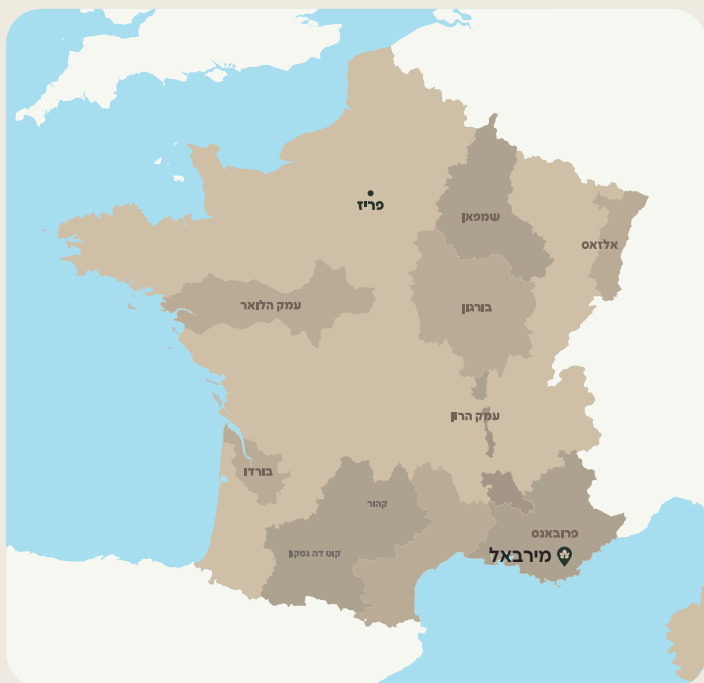 פריז
שמפאן
אלזאס
עמק הלואר
בורגון
עמק הרון
בורדו
קהור
פרובאנס
קוט דה גסקון
מירבאל